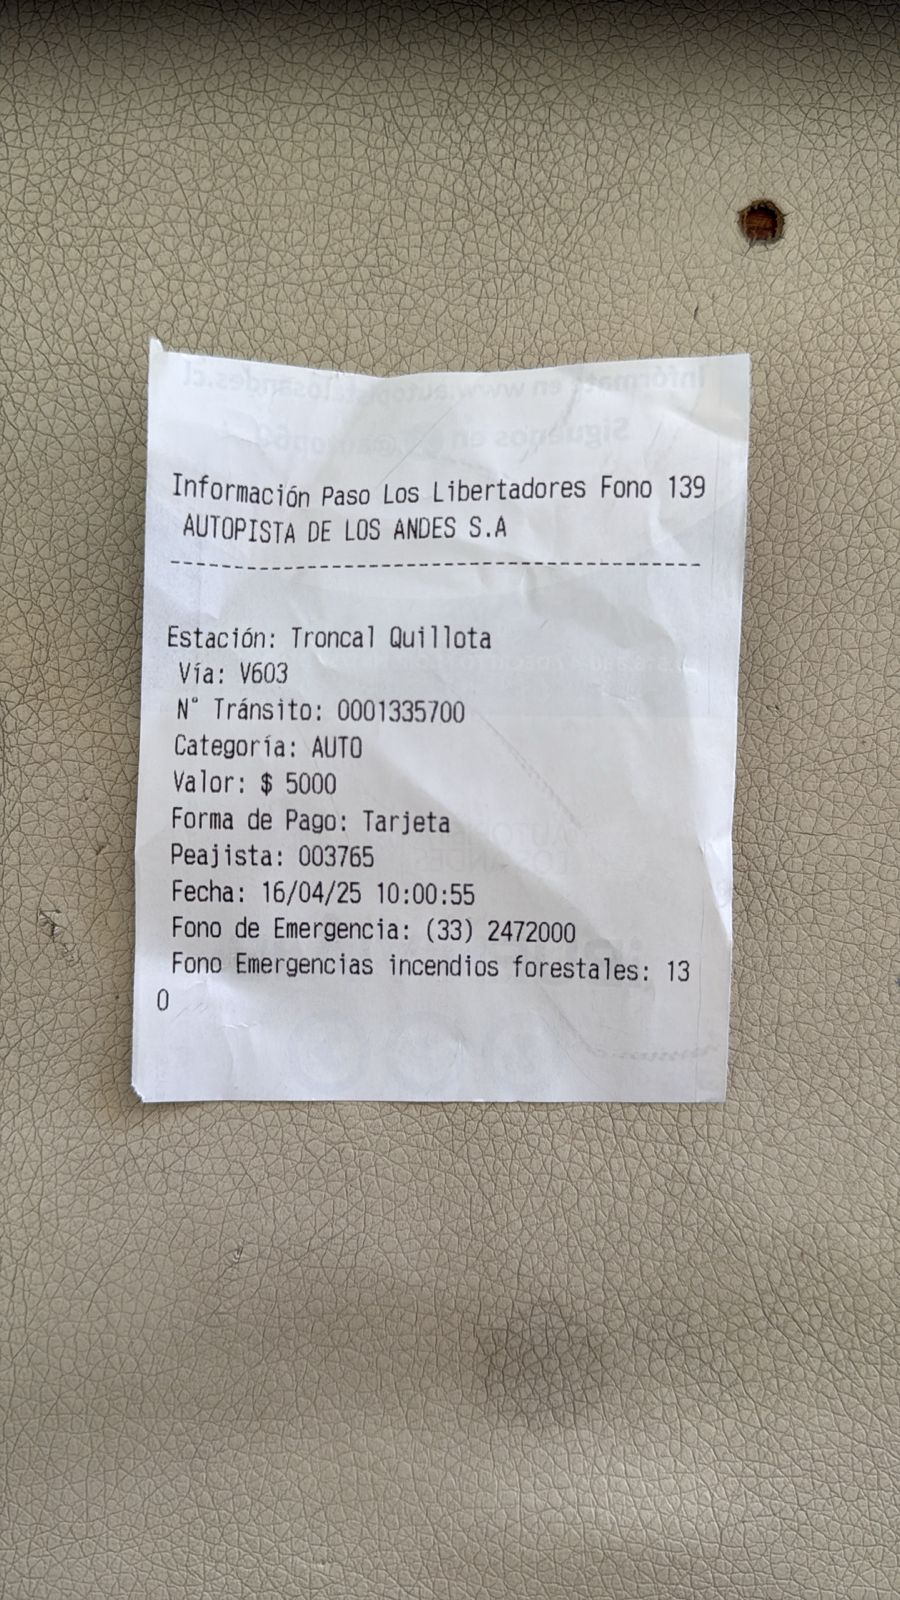 Información Paso Los Libertadores Fono 139
AUTOPISTA DE LOS ANDES S.A
------------------------------------------
Estación: Troncal Quillota
Vía: V603
N° Tránsito: 0001335700
Categoría: AUTO
Valor: $ 5000
Forma de Pago: Tarjeta
Peajista: 003765
Fecha: 16/04/25 10:00:55
Fono de Emergencia: (33) 2472000
Fono Emergencias incendios forestales: 13
0